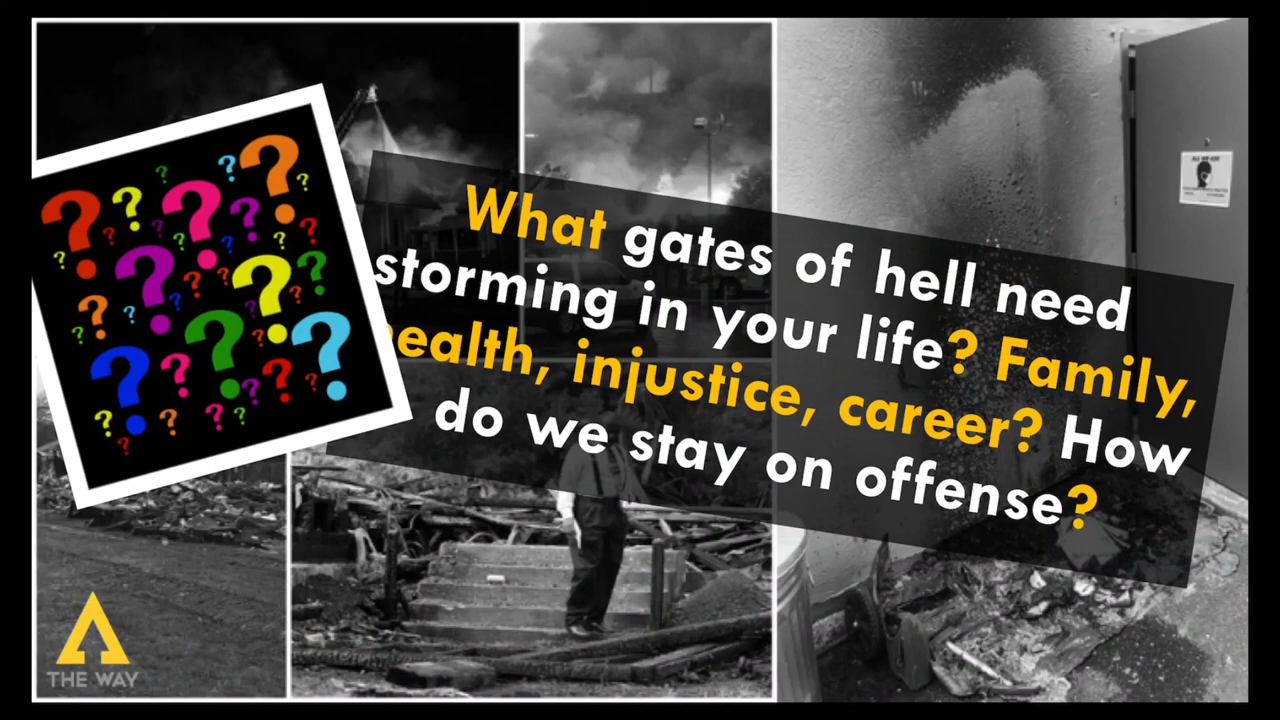 What gates of hell need
storming in your life? Family,
health, injustice, career? How
do we stay on offense?
THE WAY